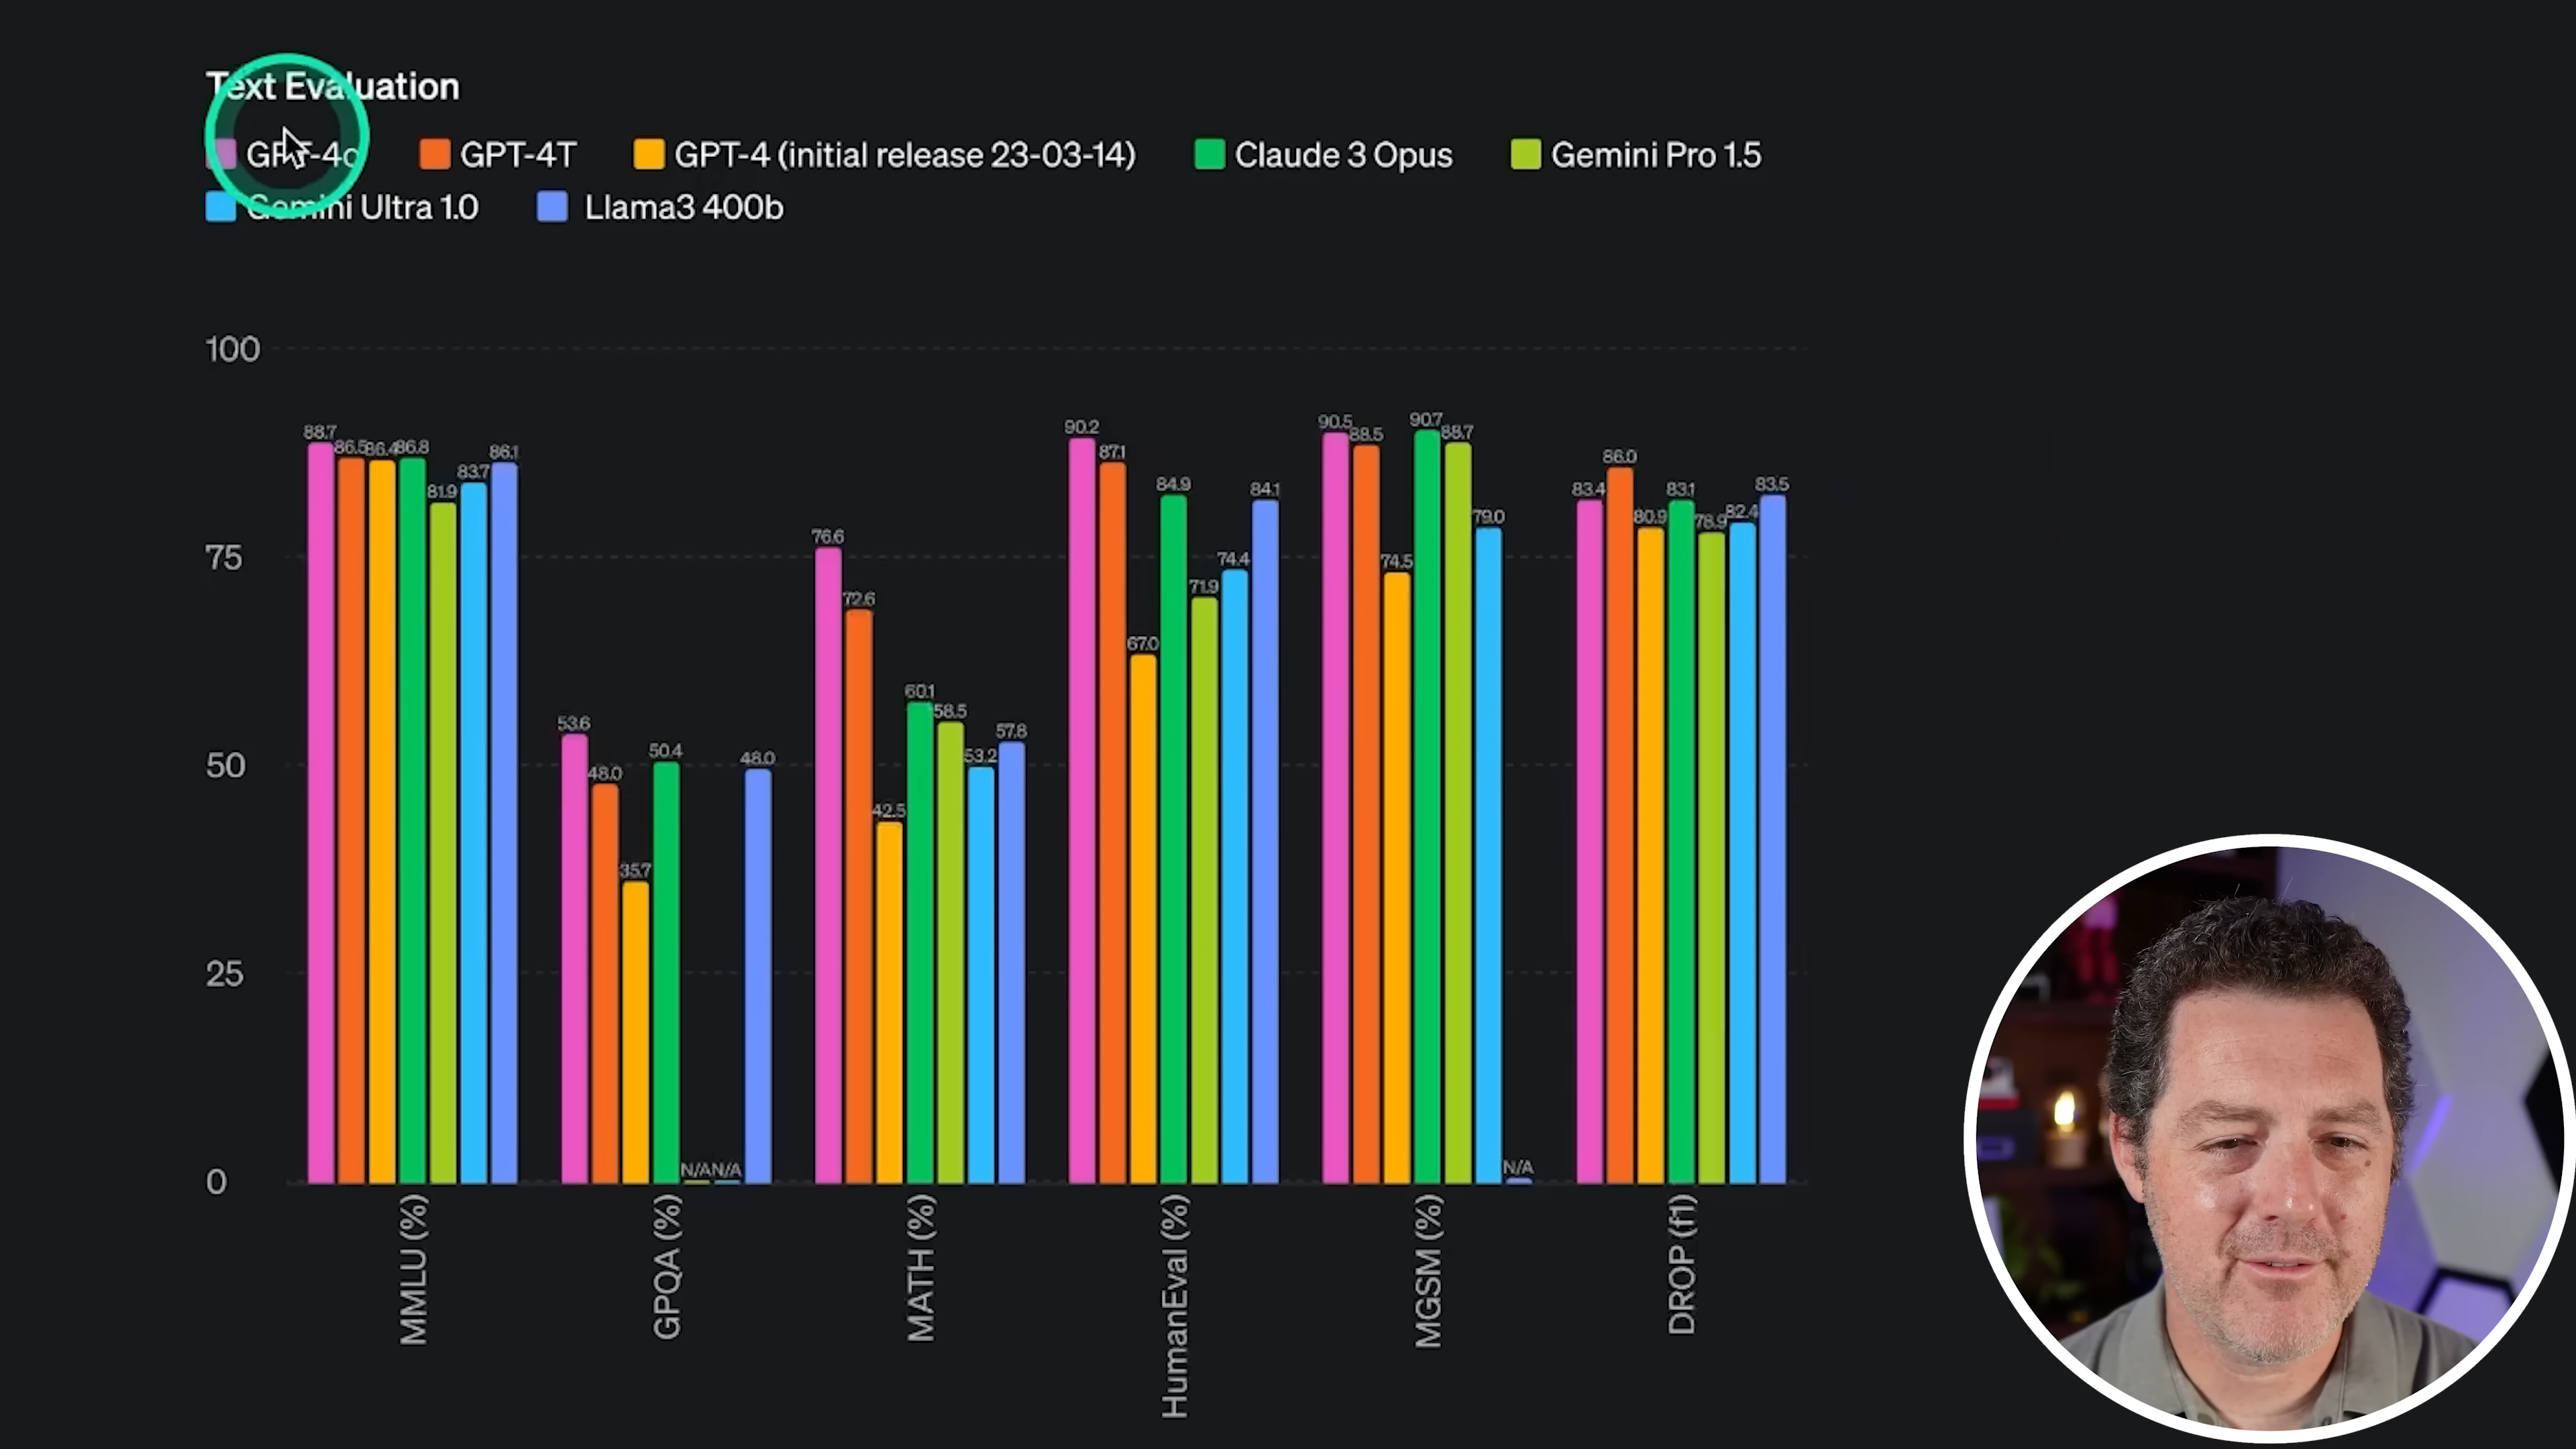 Text Evaluation
GPT-4o GPT-4T GPT-4 (initial release 23-03-14) Claude 3 Opus Gemini Pro 1.5
Gemini Ultra 1.0 Llama3 400b
100
75
50
25
0
88.7 86.5 86.4 86.8 81.9 83.7 86.1
53.6 48.0 35.7 50.4 N/A N/A 48.0
76.6 72.6 42.5 60.1 58.5 53.2 57.8
90.2 87.1 67.0 84.9 71.9 74.4 84.1
90.5 88.5 74.5 90.7 88.7 79.0 N/A
83.4 86.0 80.9 83.1 78.9 82.4 83.5
MMLU (%)
GPQA (%)
MATH (%)
HumanEval (%)
MGSM (%)
DROP (f1)